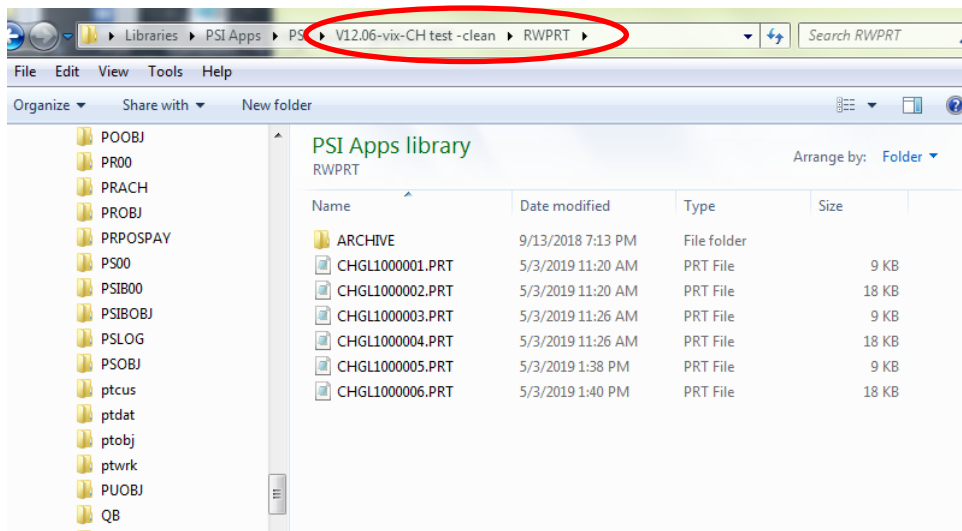 Libraries PSI Apps PS V12.06-vix-CH test -clean RWPRT Search RWPRT
File Edit View Tools Help
Organize Share with New folder
POOBJ
PR00
PRACH
PROBJ
PRPOSPAY
PS00
PSIB00
PSIBOBJ
PSLOG
PSOBJ
ptcus
ptdat
ptobj
ptwrk
PUOBJ
QB
PSI Apps library
RWPRT
Arrange by: Folder
Name Date modified Type Size
ARCHIVE 9/13/2018 7:13 PM File folder
CHGL1000001.PRT 5/3/2019 11:20 AM PRT File 9 KB
CHGL1000002.PRT 5/3/2019 11:20 AM PRT File 18 KB
CHGL1000003.PRT 5/3/2019 11:26 AM PRT File 9 KB
CHGL1000004.PRT 5/3/2019 11:26 AM PRT File 18 KB
CHGL1000005.PRT 5/3/2019 1:38 PM PRT File 9 KB
CHGL1000006.PRT 5/3/2019 1:40 PM PRT File 18 KB